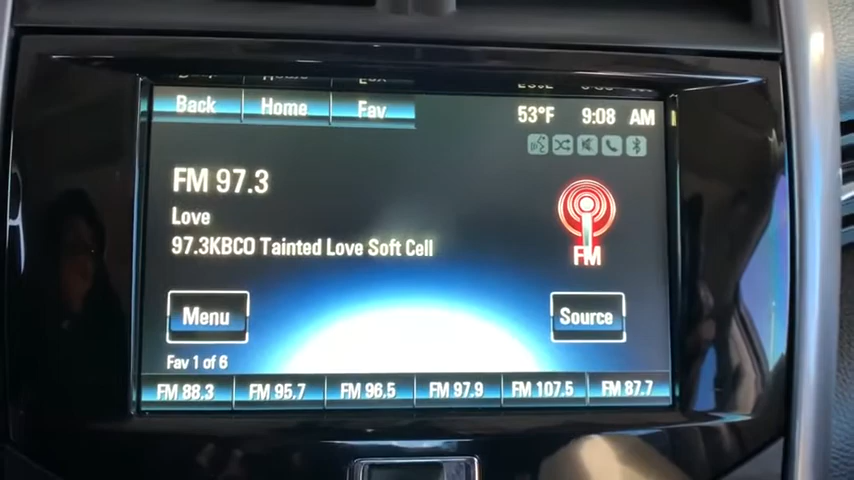 Back Home Fav 53°F 9:08 AM
FM 97.3
Love
97.3KBCO Tainted Love Soft Cell
FM
Menu Source
Fav 1 of 6
FM 88.3 FM 95.7 FM 96.5 FM 97.9 FM 107.5 FM 87.7